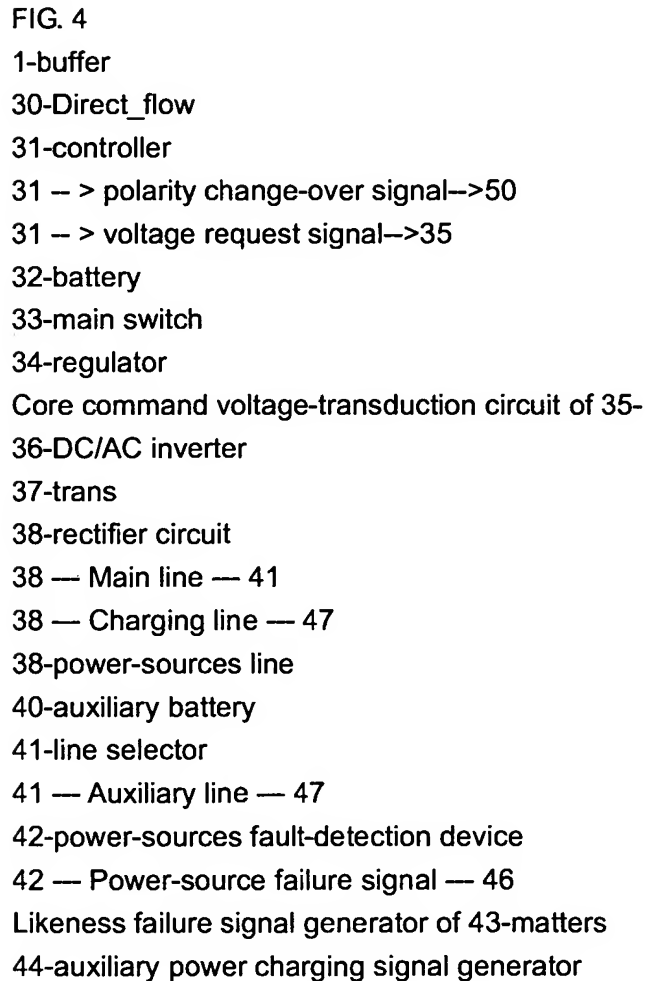 FIG. 4
1-buffer
30-Direct_flow
31-controller
31 -- > polarity change-over signal-->50
31 -- > voltage request signal-->35
32-battery
33-main switch
34-regulator
Core command voltage-transduction circuit of 35-
36-DC/AC inverter
37-trans
38-rectifier circuit
38 — Main line — 41
38 — Charging line — 47
38-power-sources line
40-auxiliary battery
41-line selector
41 — Auxiliary line — 47
42-power-sources fault-detection device
42 — Power-source failure signal — 46
Likeness failure signal generator of 43-matters
44-auxiliary power charging signal generator